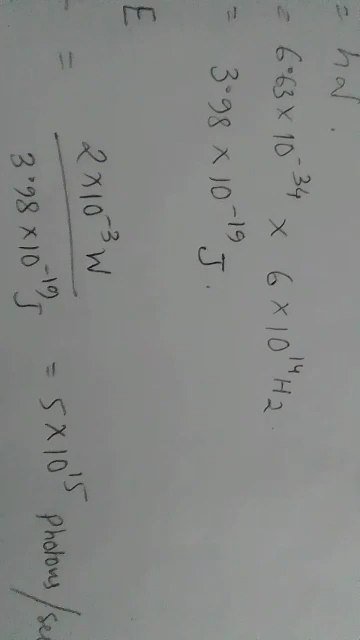 = hν.
= 6.63 × 10⁻³⁴ × 6 × 10¹⁴ Hz.
= 3.98 × 10⁻¹⁹ J.
E
= 2 × 10⁻³ W / 3.98 × 10⁻¹⁹ J = 5 × 10¹⁵ photons/sec